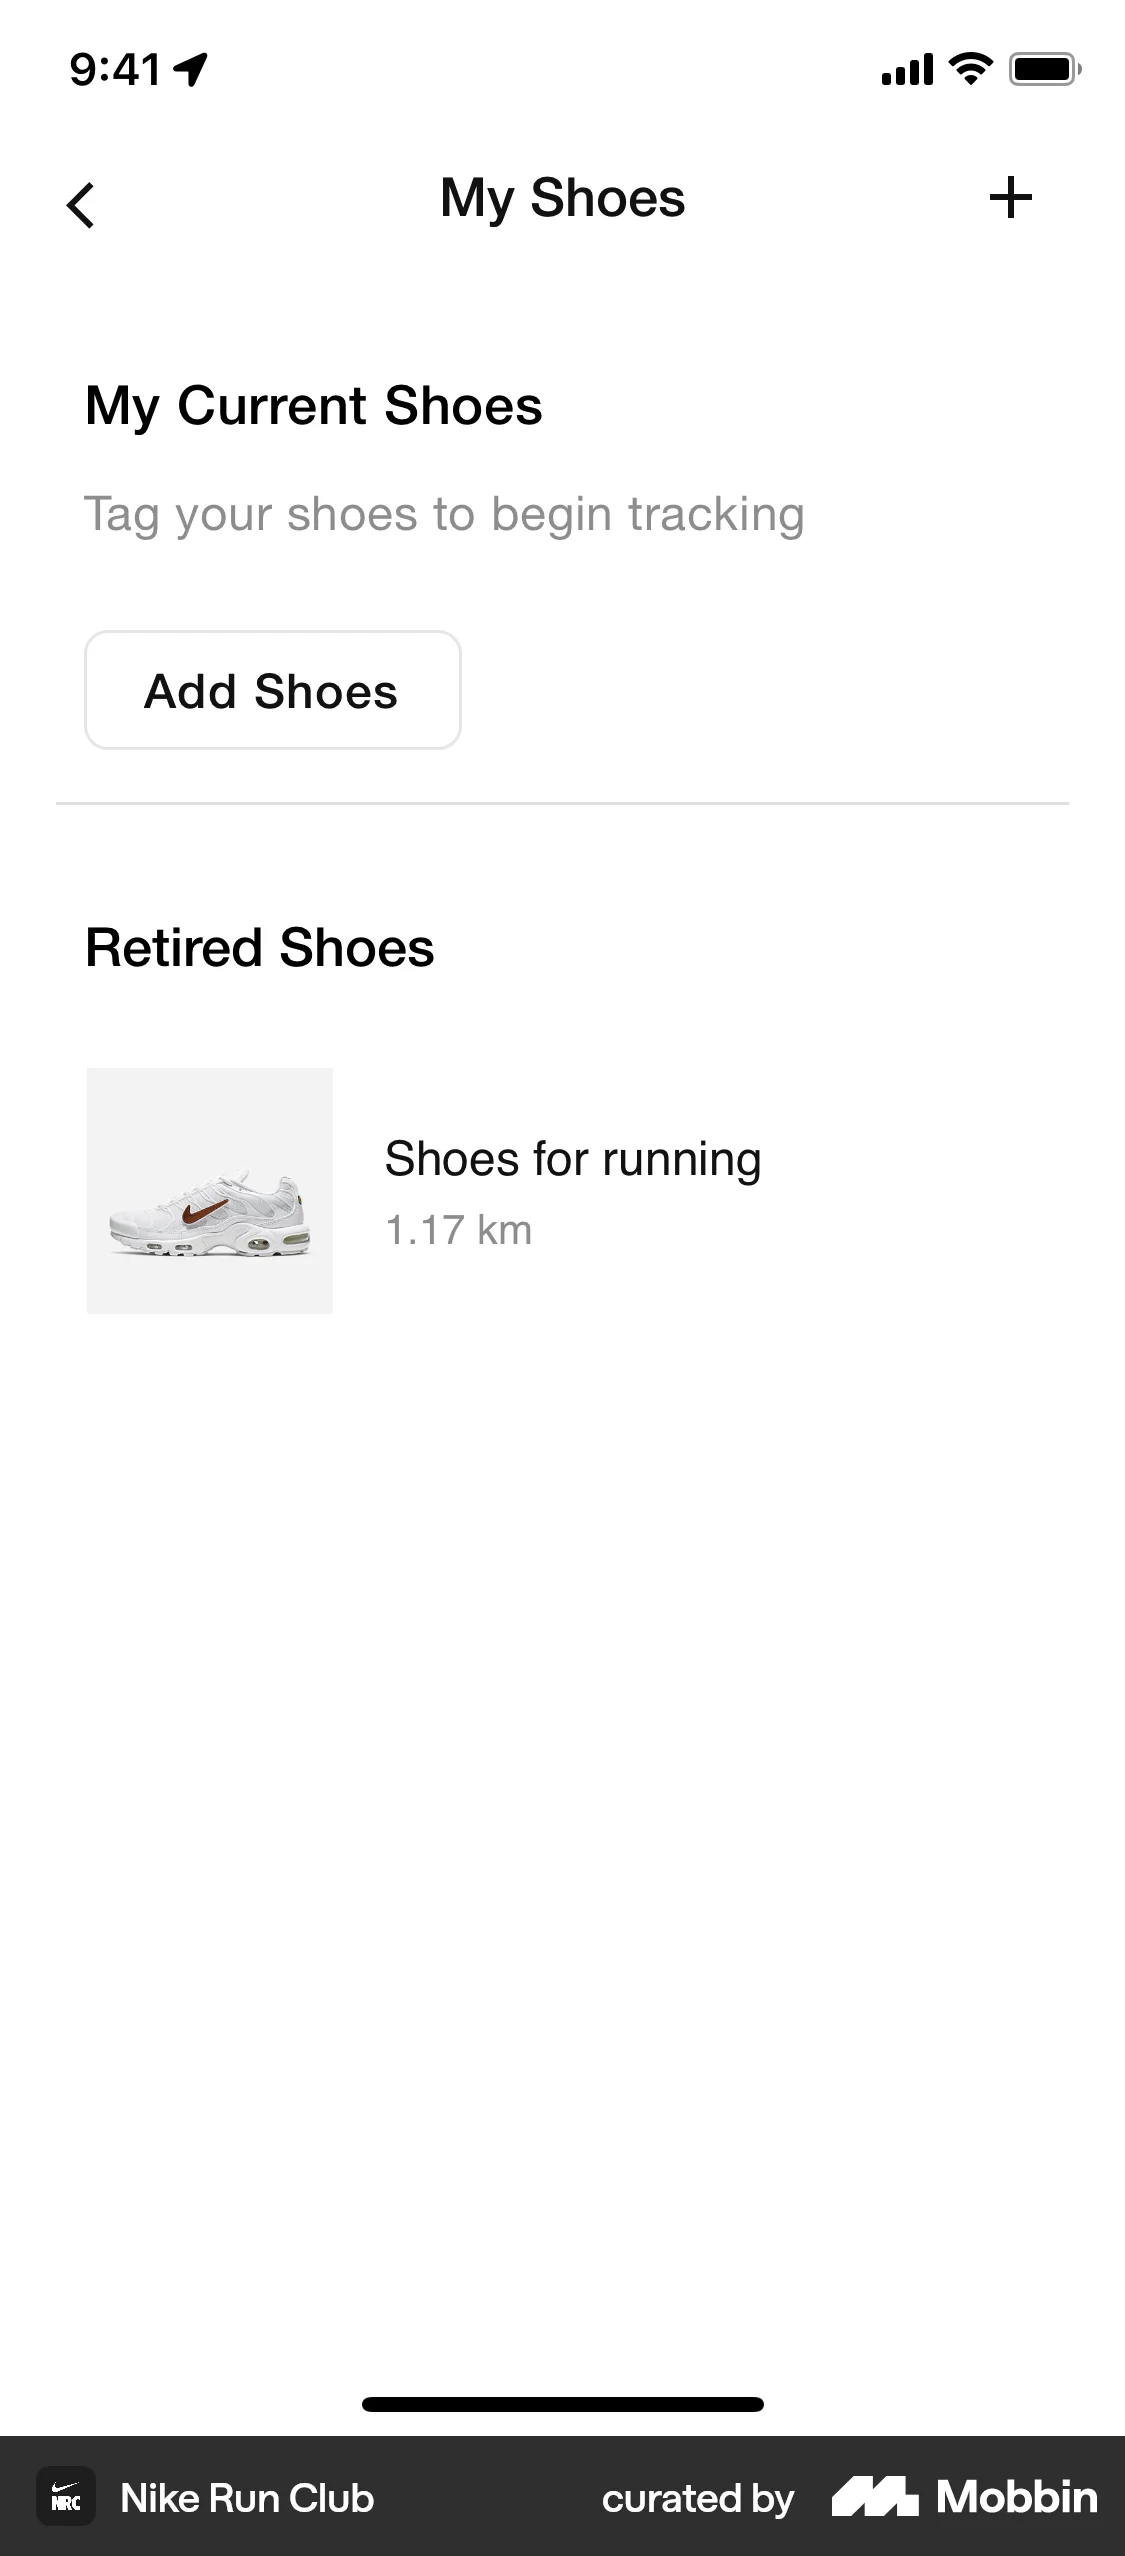 9:41
My Shoes
My Current Shoes
Tag your shoes to begin tracking
Add Shoes
Retired Shoes
Shoes for running
1.17 km
NRC
Nike Run Club
curated by
Mobbin